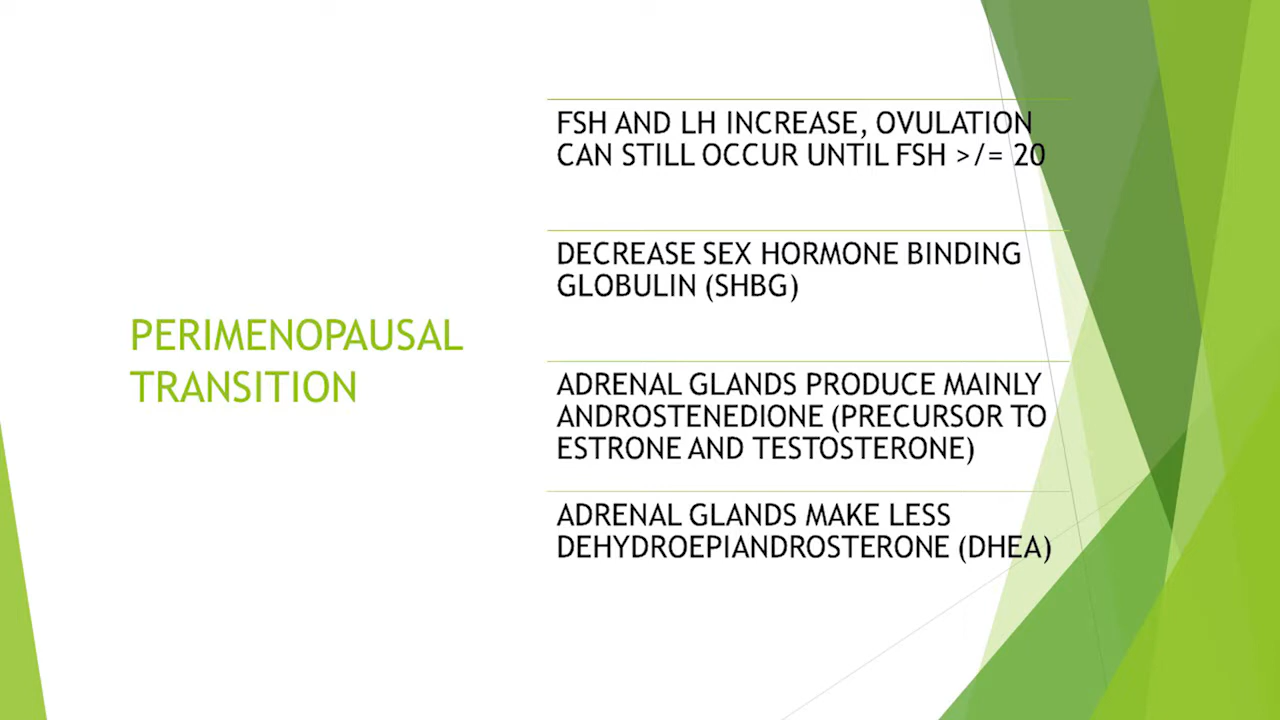 PERIMENOPAUSAL
TRANSITION
FSH AND LH INCREASE, OVULATION
CAN STILL OCCUR UNTIL FSH >/= 20
DECREASE SEX HORMONE BINDING
GLOBULIN (SHBG)
ADRENAL GLANDS PRODUCE MAINLY
ANDROSTENEDIONE (PRECURSOR TO
ESTRONE AND TESTOSTERONE)
ADRENAL GLANDS MAKE LESS
DEHYDROEPIANDROSTERONE (DHEA)